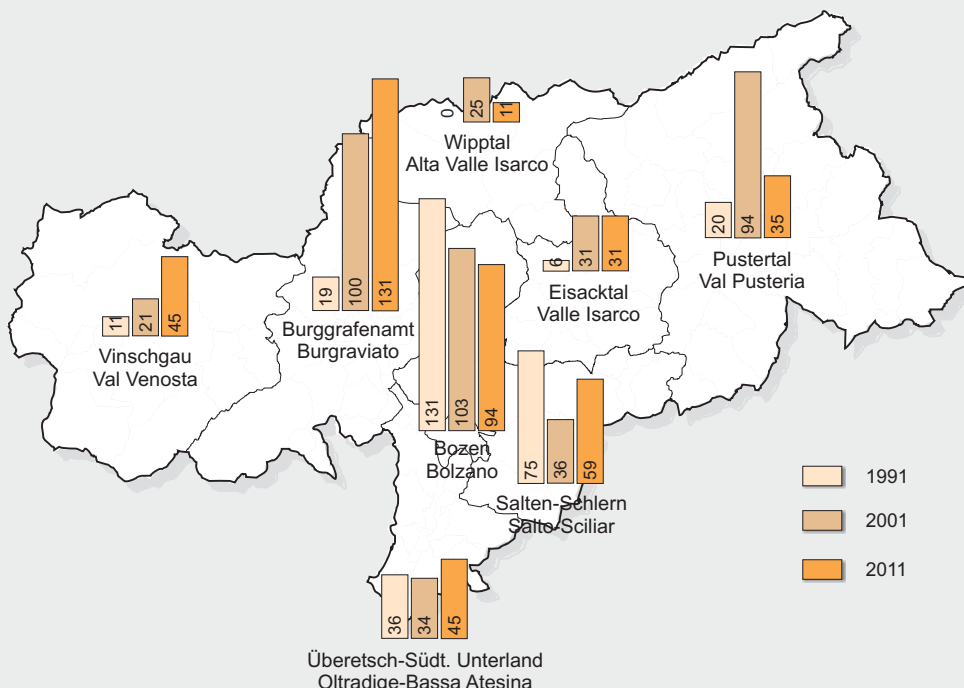 0
25
11
Wipptal
Alta Valle Isarco
20
94
35
Pustertal
Val Pusteria
19
100
131
Burggrafenamt
Burgraviato
6
31
31
Eisacktal
Valle Isarco
11
21
45
Vinschgau
Val Venosta
131
103
94
Bozen
Bolzano
75
36
59
Salten-Schlern
Salto-Sciliar
1991
2001
2011
36
34
45
Überetsch-Südt. Unterland
Oltradige-Bassa Atesina